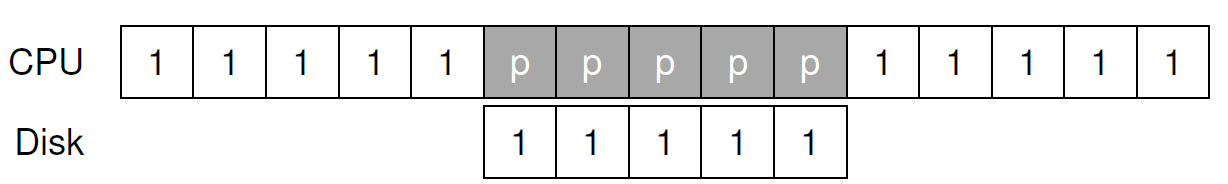 CPU 1 1 1 1 1 p p p p p 1 1 1 1 1
Disk 1 1 1 1 1